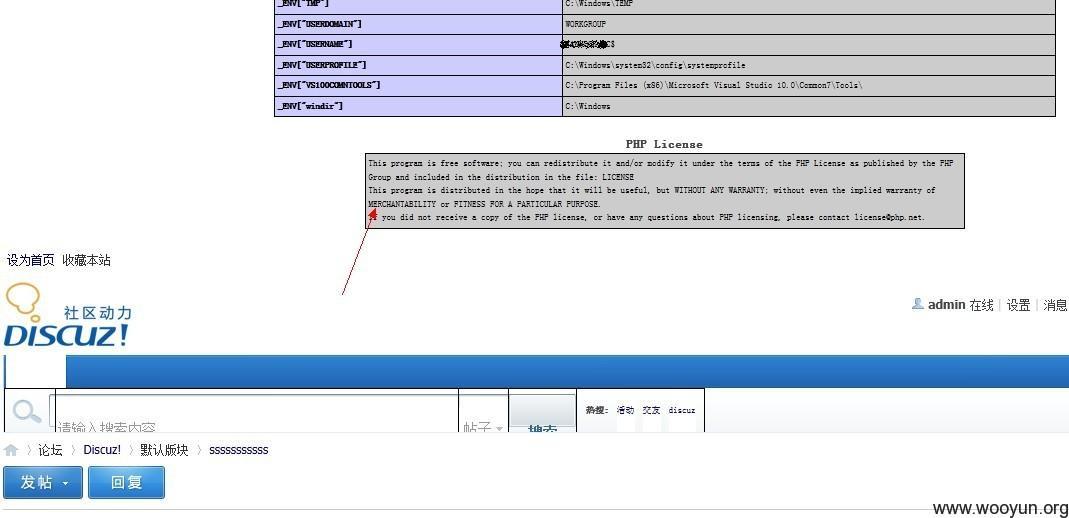 _ENV["TMP"] C:\Windows\TEMP
_ENV["USERDOMAIN"] WORKGROUP
_ENV["USERNAME"] C$
_ENV["USERPROFILE"] C:\Windows\system32\config\systemprofile
_ENV["VS100COMNTOOLS"] C:\Program Files (x86)\Microsoft Visual Studio 10.0\Common7\Tools\
_ENV["windir"] C:\Windows
PHP License
This program is free software; you can redistribute it and/or modify it under the terms of the PHP License as published by the PHP
Group and included in the distribution in the file: LICENSE
This program is distributed in the hope that it will be useful, but WITHOUT ANY WARRANTY; without even the implied warranty of
MERCHANTABILITY or FITNESS FOR A PARTICULAR PURPOSE.
you did not receive a copy of the PHP license, or have any questions about PHP licensing, please contact license@php.net.
设为首页 收藏本站
社区动力
DISCUZ!
admin 在线 | 设置 | 消息
请输入搜索内容 帖子 搜索 热搜: 活动 交友 discuz
论坛 〉 Discuz! 〉 默认版块 〉 sssssssssss
发帖 回复
www.wooyun.org